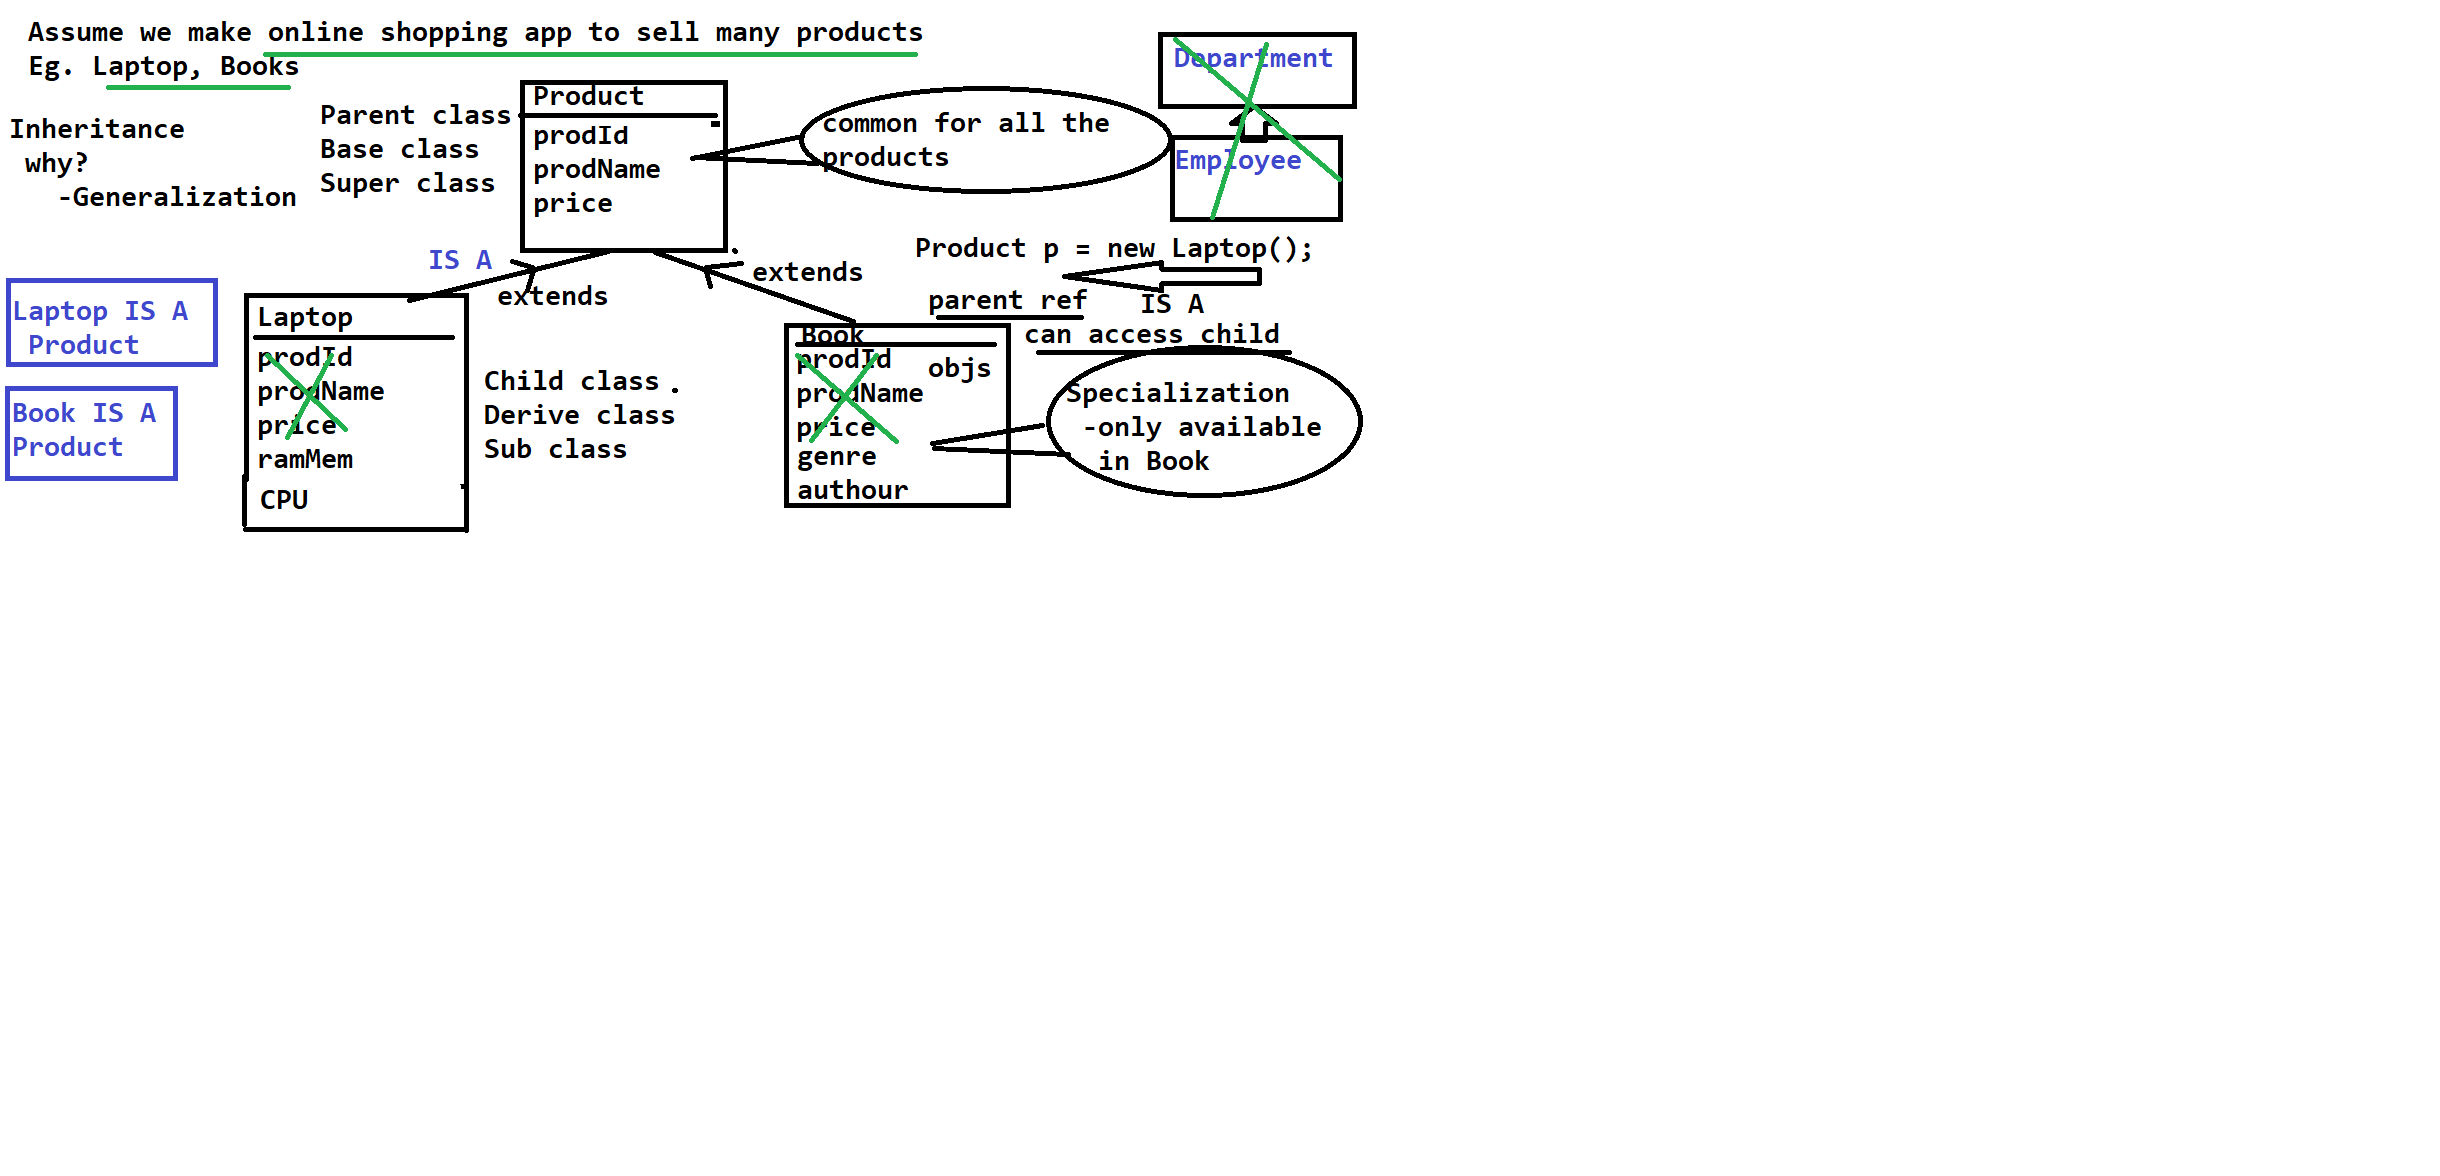 Assume we make online shopping app to sell many products
Eg. Laptop, Books
Inheritance
why?
-Generalization
Parent class
Base class
Super class
Product
prodId
prodName
price
common for all the
products
Department
Employee
Product p = new Laptop();
parent ref
IS A
can access child
objs
IS A
extends
extends
Laptop IS A
Product
Book IS A
Product
Laptop
prodId
prodName
price
ramMem
CPU
Child class
Derive class
Sub class
Book
prodId
prodName
price
genre
authour
Specialization
-only available
in Book